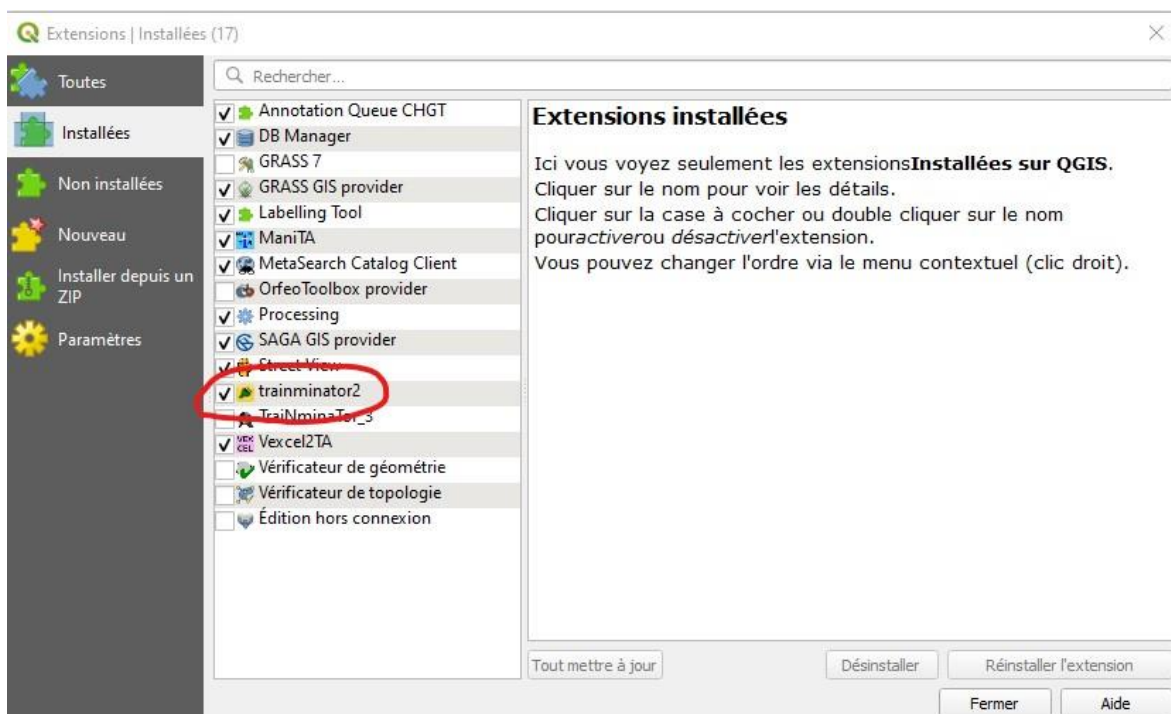 Extensions | Installées (17)
Toutes
Installées
Non installées
Nouveau
Installer depuis un
ZIP
Paramètres
Rechercher...
Annotation Queue CHGT
DB Manager
GRASS 7
GRASS GIS provider
Labelling Tool
ManiTA
MetaSearch Catalog Client
OrfeoToolbox provider
Processing
SAGA GIS provider
Street View
trainminator2
TraiNminaTor_3
VEX
CEL
Vexcel2TA
Vérificateur de géométrie
Vérificateur de topologie
Édition hors connexion
Extensions installées
Ici vous voyez seulement les extensionsInstallées sur QGIS.
Cliquer sur le nom pour voir les détails.
Cliquer sur la case à cocher ou double cliquer sur le nom
pouractiverou désactiverl'extension.
Vous pouvez changer l'ordre via le menu contextuel (clic droit).
Tout mettre à jour
Désinstaller
Réinstaller l'extension
Fermer
Aide